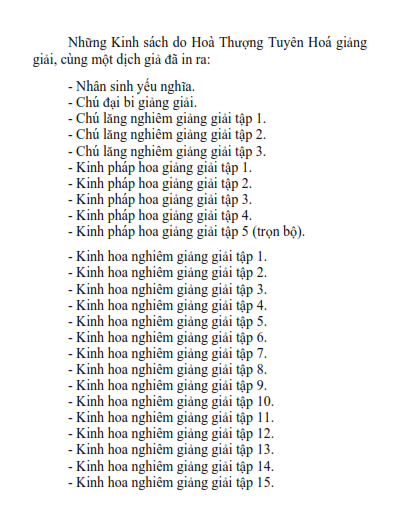 Những Kinh sách do Hoà Thượng Tuyên Hoá giảng
giải, cùng một dịch giả đã in ra:
- Nhân sinh yếu nghĩa.
- Chú đại bi giảng giải.
- Chú lăng nghiêm giảng giải tập 1.
- Chú lăng nghiêm giảng giải tập 2.
- Chú lăng nghiêm giảng giải tập 3.
- Kinh pháp hoa giảng giải tập 1.
- Kinh pháp hoa giảng giải tập 2.
- Kinh pháp hoa giảng giải tập 3.
- Kinh pháp hoa giảng giải tập 4.
- Kinh pháp hoa giảng giải tập 5 (trọn bộ).
- Kinh hoa nghiêm giảng giải tập 1.
- Kinh hoa nghiêm giảng giải tập 2.
- Kinh hoa nghiêm giảng giải tập 3.
- Kinh hoa nghiêm giảng giải tập 4.
- Kinh hoa nghiêm giảng giải tập 5.
- Kinh hoa nghiêm giảng giải tập 6.
- Kinh hoa nghiêm giảng giải tập 7.
- Kinh hoa nghiêm giảng giải tập 8.
- Kinh hoa nghiêm giảng giải tập 9.
- Kinh hoa nghiêm giảng giải tập 10.
- Kinh hoa nghiêm giảng giải tập 11.
- Kinh hoa nghiêm giảng giải tập 12.
- Kinh hoa nghiêm giảng giải tập 13.
- Kinh hoa nghiêm giảng giải tập 14.
- Kinh hoa nghiêm giảng giải tập 15.